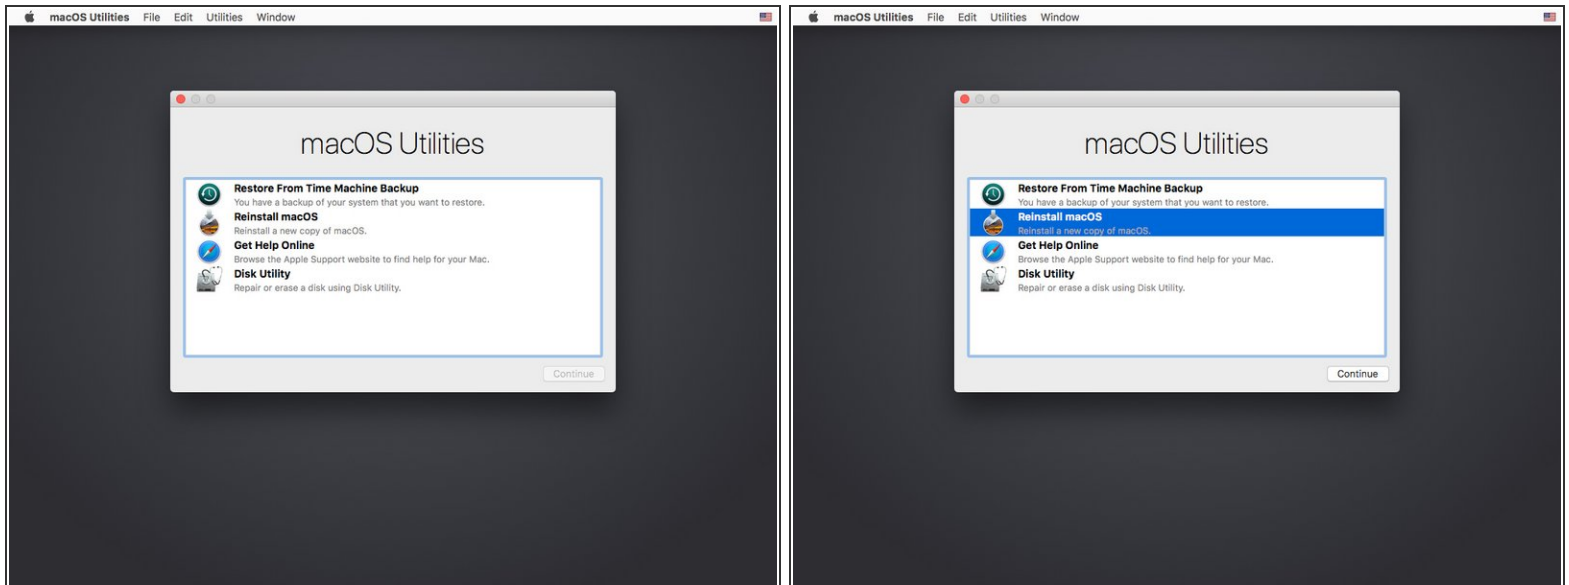 macOS Utilities File Edit Utilities Window
macOS Utilities
Restore From Time Machine Backup
You have a backup of your system that you want to restore.
Reinstall macOS
Reinstall a new copy of macOS.
Get Help Online
Browse the Apple Support website to find help for your Mac.
Disk Utility
Repair or erase a disk using Disk Utility.
Continue
macOS Utilities File Edit Utilities Window
macOS Utilities
Restore From Time Machine Backup
You have a backup of your system that you want to restore.
Reinstall macOS
Reinstall a new copy of macOS.
Get Help Online
Browse the Apple Support website to find help for your Mac.
Disk Utility
Repair or erase a disk using Disk Utility.
Continue